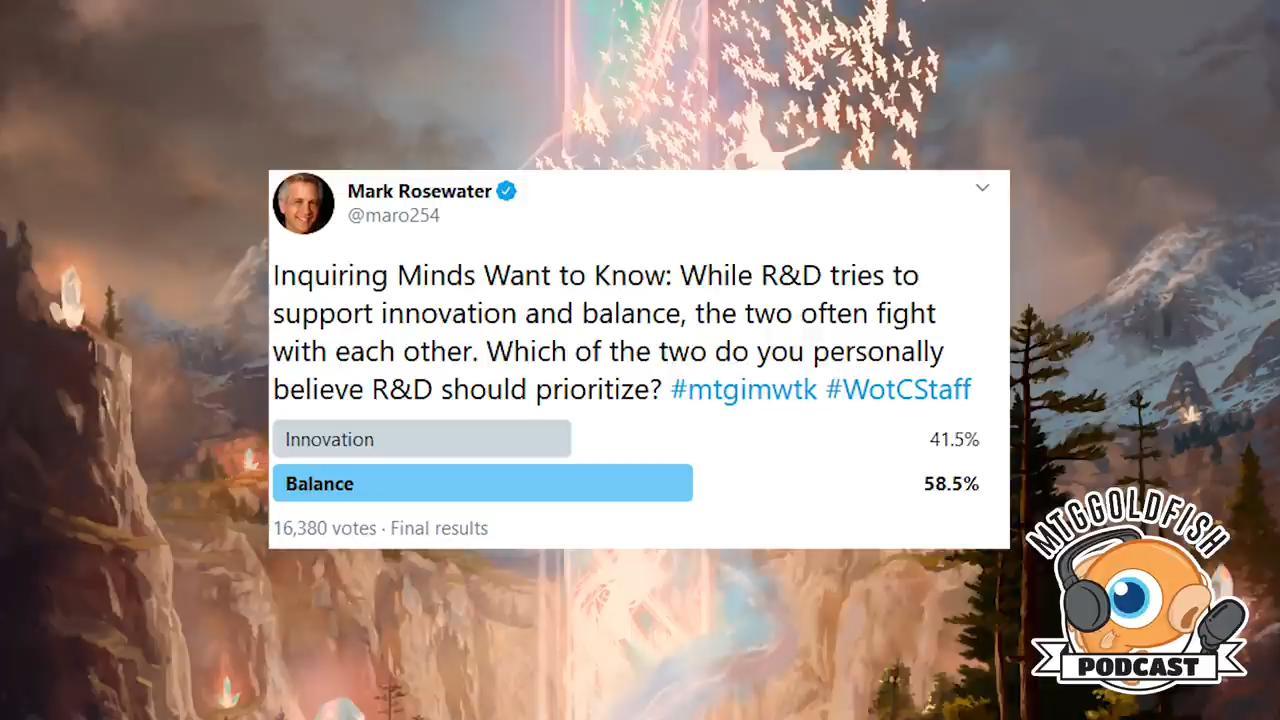 Mark Rosewater
@maro254
Inquiring Minds Want to Know: While R&D tries to
support innovation and balance, the two often fight
with each other. Which of the two do you personally
believe R&D should prioritize? #mtgimwtk #WotCStaff
Innovation 41.5%
Balance 58.5%
16,380 votes · Final results
MTGGOLDFISH
PODCAST